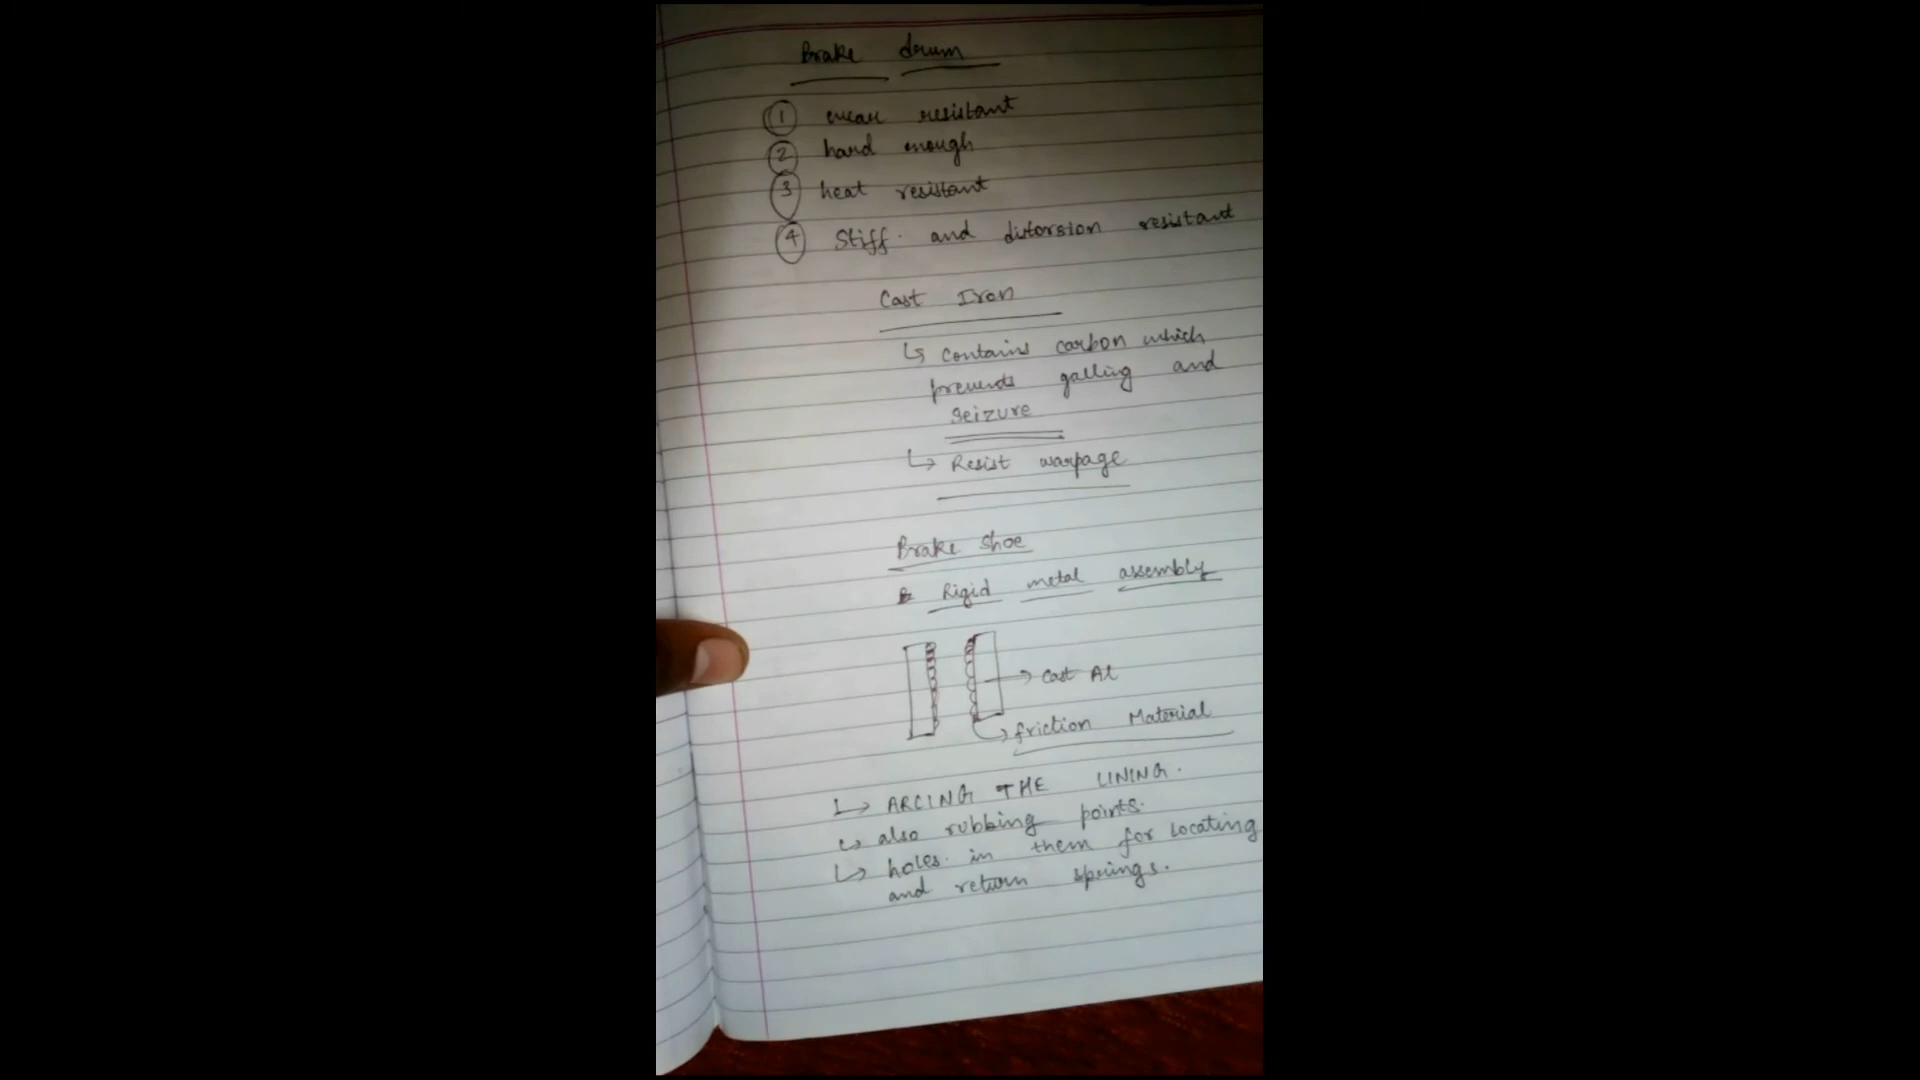 Brake drum
1 wear resistant
2 hard enough
3 heat resistant
4 Stiff and distorsion resistant
Cast Iron
↳ contains carbon which
prevents galling and
seizure
↳ Resist warpage
Brake Shoe
Rigid metal assembly
→ Cast Al
→ friction Material
↳ ARCING THE LINING.
↳ also rubbing points.
↳ holes in them for locating
and return springs.